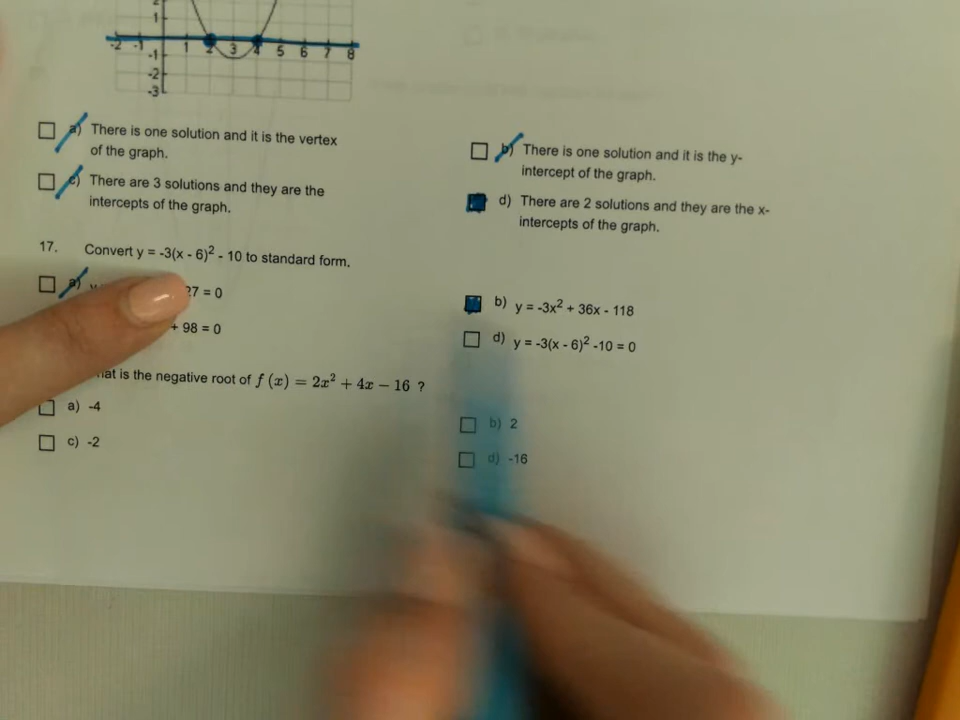 1
-2 -1 1 2 3 4 5 6 7 8
-1
-2
-3
a) There is one solution and it is the vertex
of the graph.
b) There is one solution and it is the y-
intercept of the graph.
c) There are 3 solutions and they are the
intercepts of the graph.
d) There are 2 solutions and they are the x-
intercepts of the graph.
17. Convert y = -3(x - 6)² - 10 to standard form.
a) 27 = 0
b) y = -3x² + 36x - 118
+ 98 = 0
d) y = -3(x - 6)² -10 = 0
is the negative root of f (x) = 2x² + 4x − 16 ?
a) -4
b) 2
c) -2
d) -16